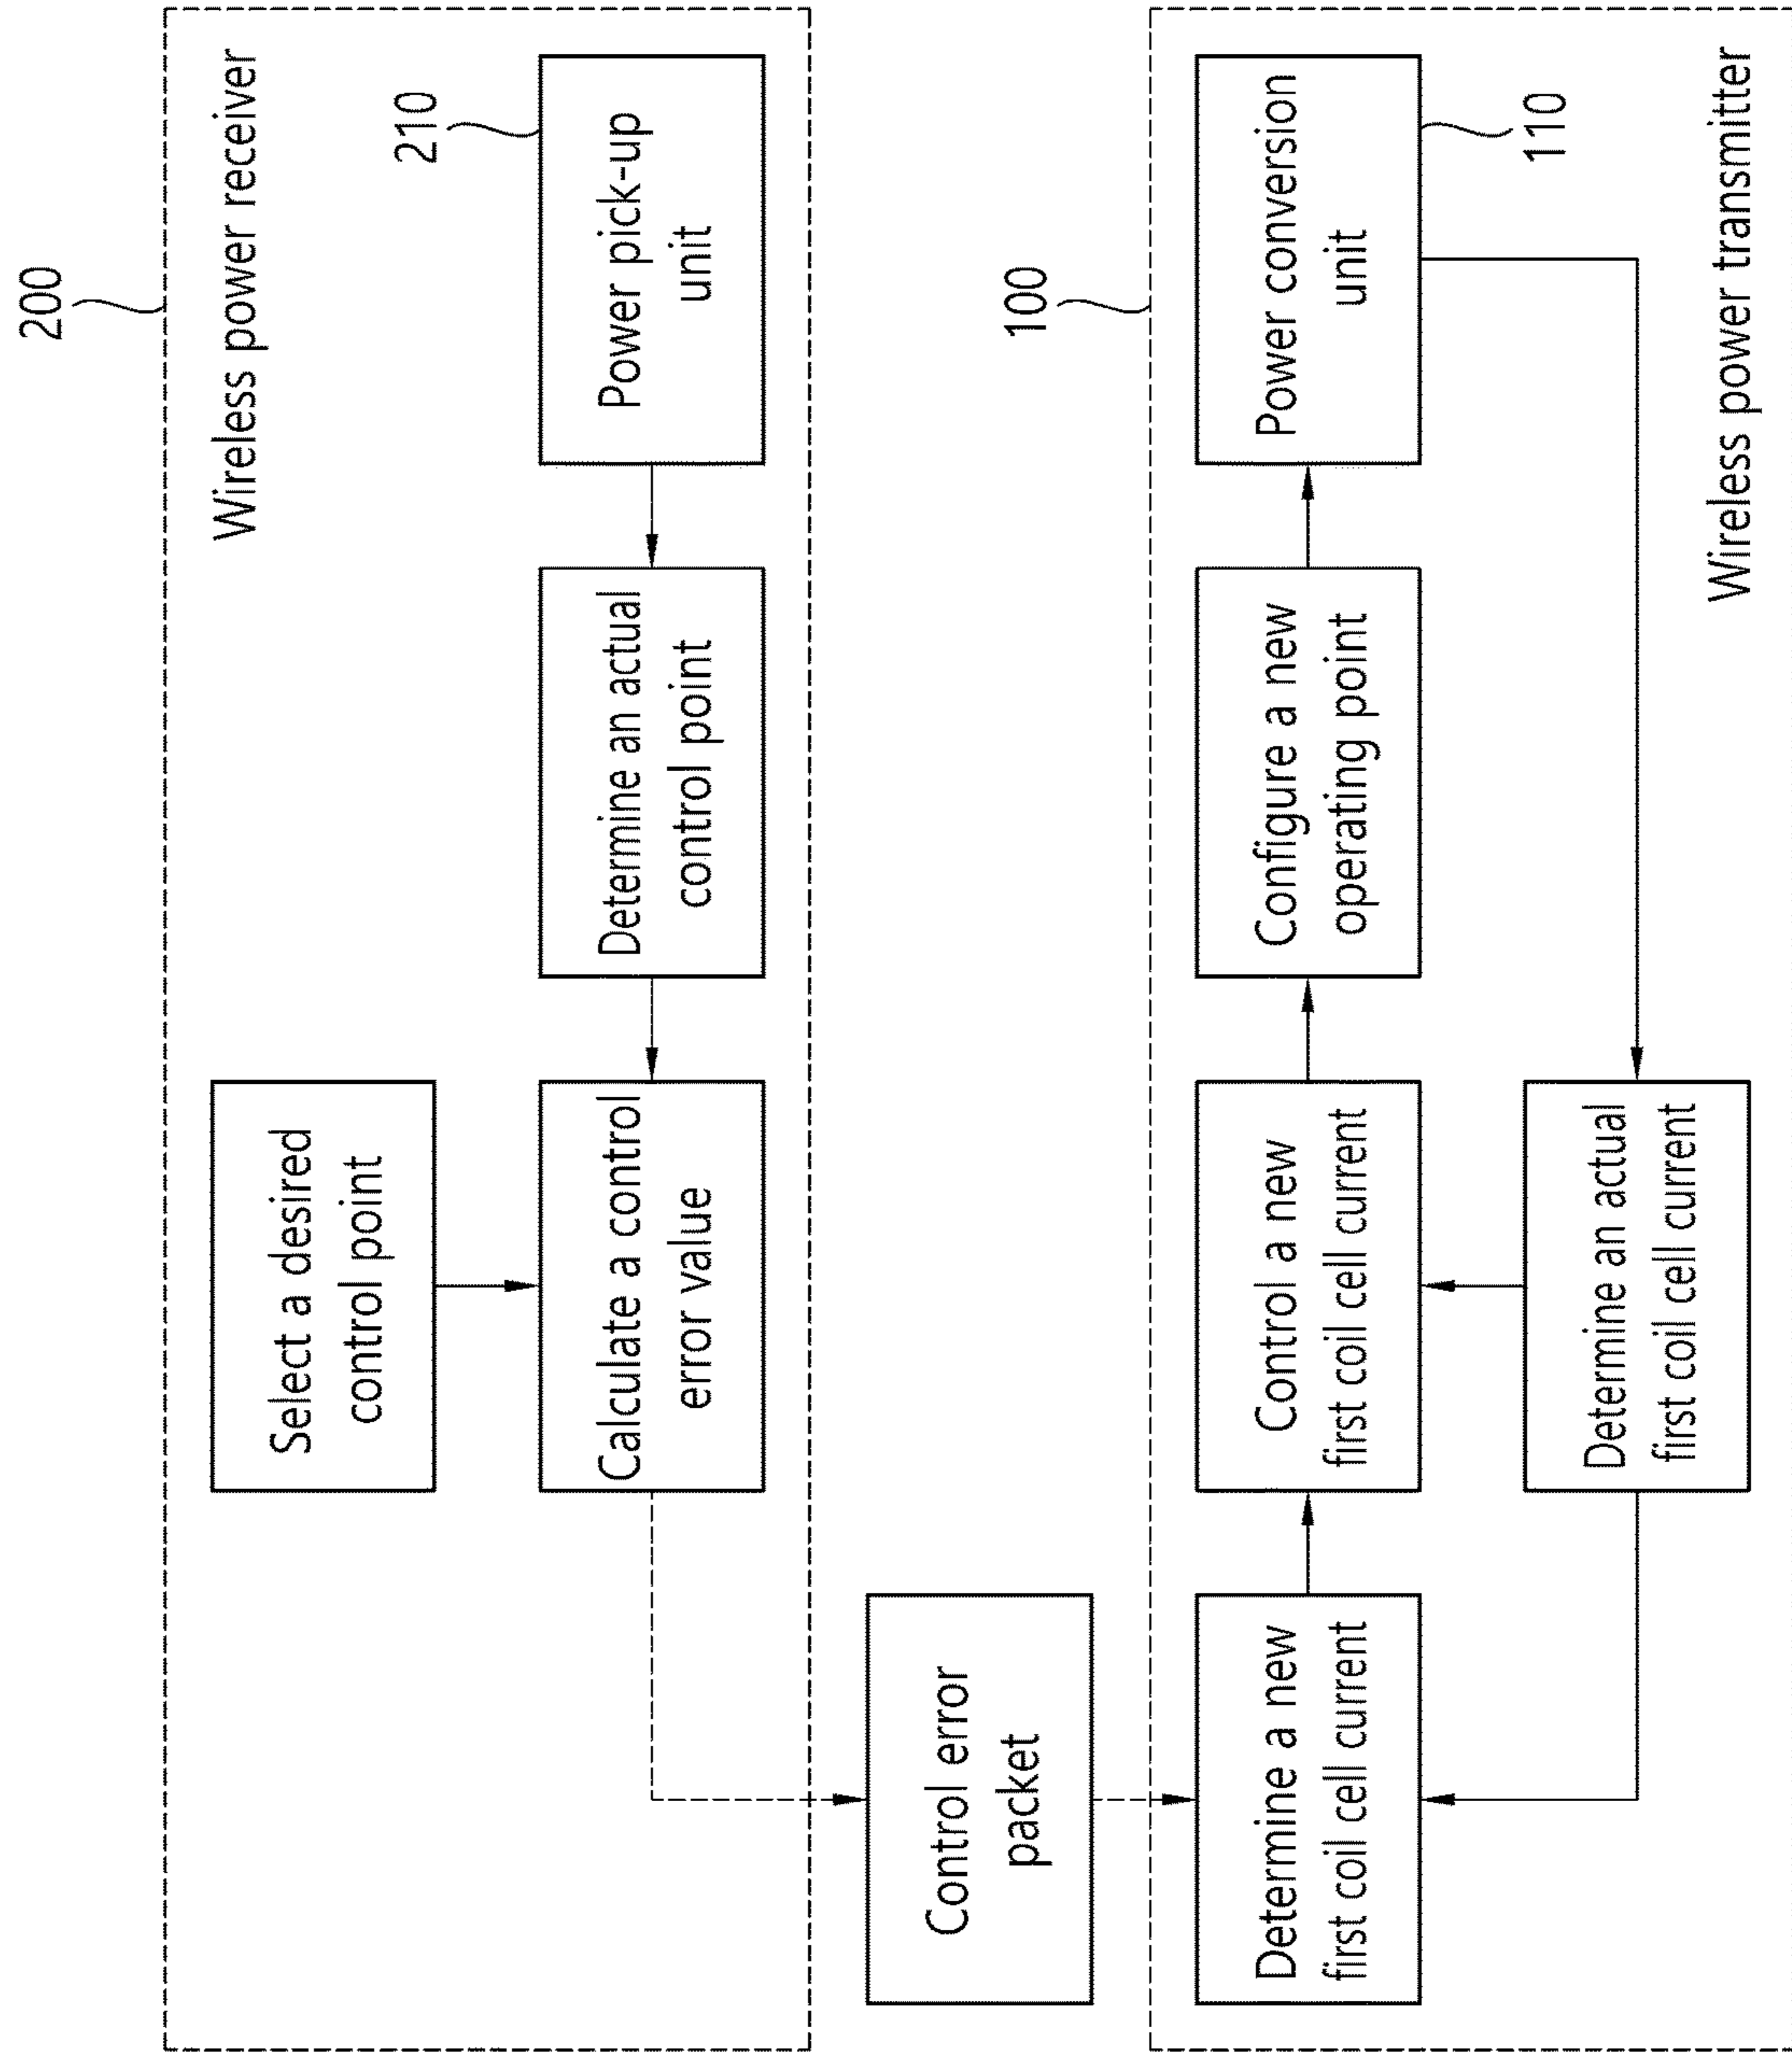 200
Wireless power receiver
210
Select a desired
control point
Calculate a control
error value
Determine an actual
control point
Power pick-up
unit
Control error
packet
100
Determine a new
first coil cell current
Control a new
first coil cell current
Configure a new
operating point
Power conversion
unit
110
Determine an actual
first coil cell current
Wireless power transmitter